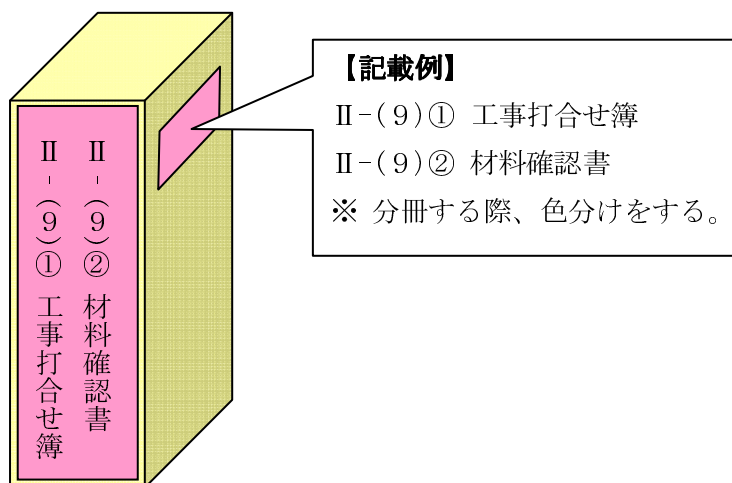 【記載例】
Ⅱ-(9)① 工事打合せ簿
Ⅱ-(9)② 材料確認書
※ 分冊する際、色分けをする。
Ⅱ-(9)② 材料確認書
Ⅱ-(9)① 工事打合せ簿